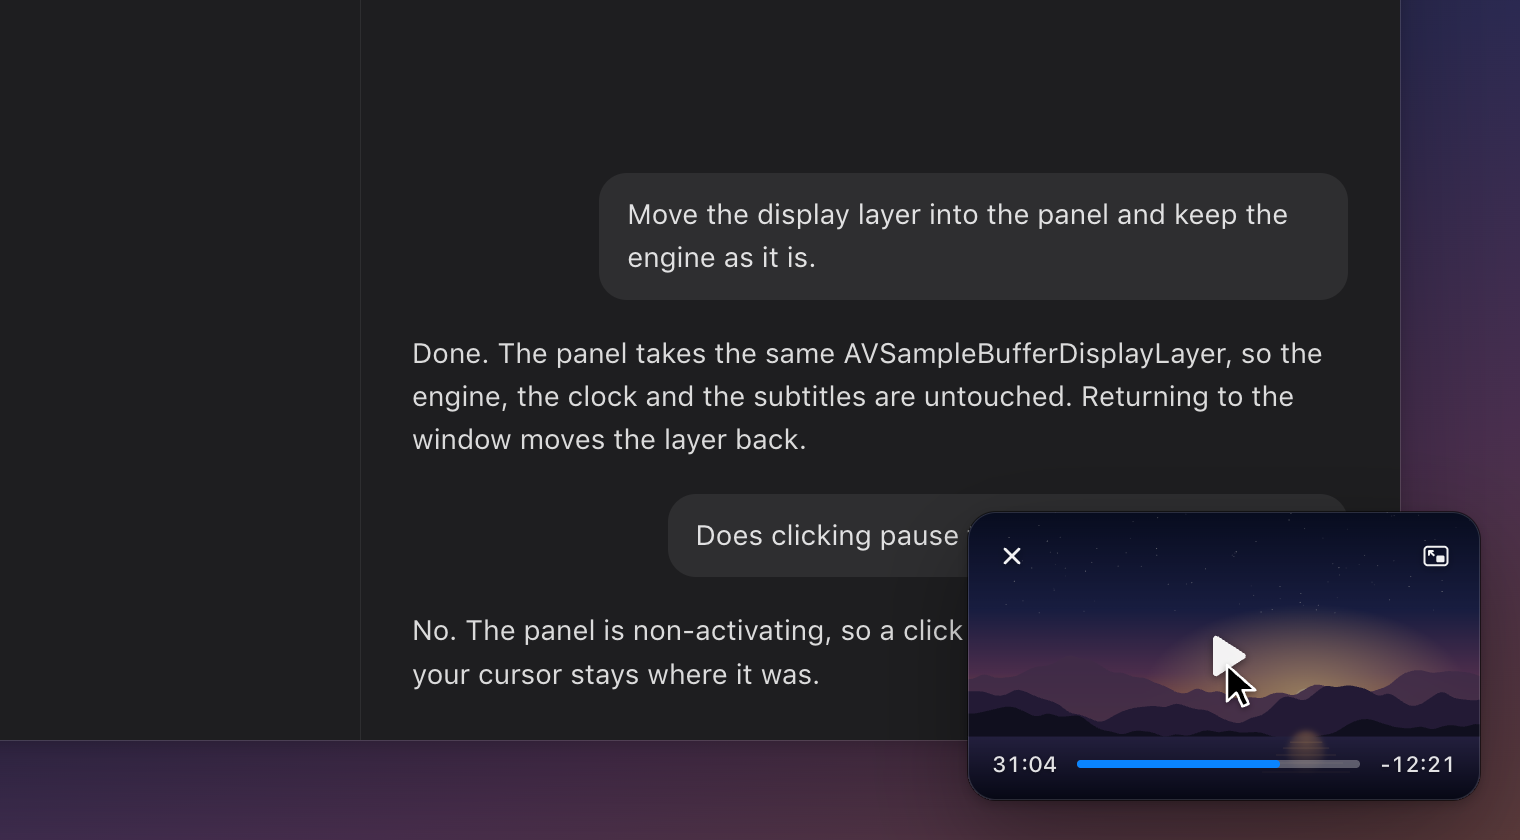 Move the display layer into the panel and keep the
engine as it is.
Done. The panel takes the same AVSampleBufferDisplayLayer, so the
engine, the clock and the subtitles are untouched. Returning to the
window moves the layer back.
Does clicking pause
No. The panel is non-activating, so a click
your cursor stays where it was.
31:04
-12:21